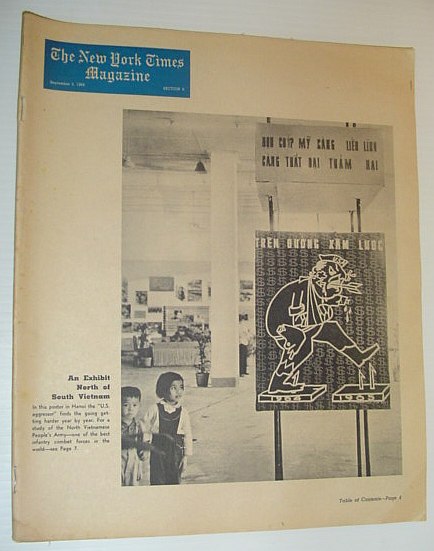 The New York Times
Magazine
September 5, 1965
SECTION 6
MỸ CÀNG LIỀU LĨNH
CÀNG THẤT BẠI THẢM HẠI
TRÊN ĐƯỜNG XÂM LƯỢC
1964
1965
An Exhibit
North of
South Vietnam
In this poster in Hanoi the "U.S.
aggressor" finds the going get-
ting harder year by year. For a
study of the North Vietnamese
People's Army—one of the best
infantry combat forces in the
world—see Page 7.
Table of Contents—Page 4